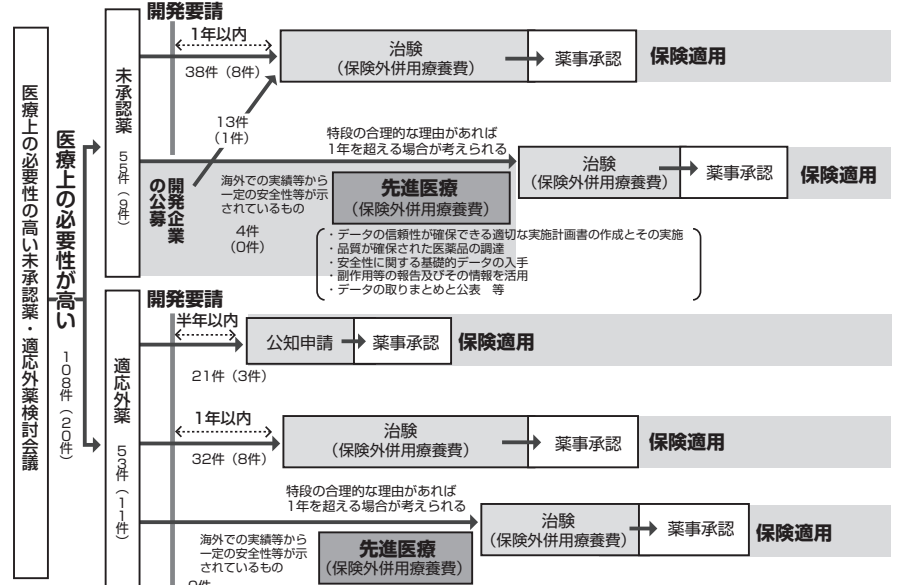 医療上の必要性の高い未承認薬・適応外薬検討会議
医療上の必要性が高い
108件（20件）
未承認薬
55件（9件）
開発要請
1年以内
38件（8件）
治験
（保険外併用療養費）
薬事承認
保険適用
13件
（1件）
開発企業
の公募
特段の合理的な理由があれば
1年を超える場合が考えられる
治験
（保険外併用療養費）
薬事承認
保険適用
海外での実績等から
一定の安全性等が示
されているもの
4件
（0件）
先進医療
（保険外併用療養費）
・データの信頼性が確保できる適切な実施計画書の作成とその実施
・品質が確保された医薬品の調達
・安全性に関する基礎的データの入手
・副作用等の報告及びその情報を活用
・データの取りまとめと公表　等
適応外薬
53件（11件）
開発要請
半年以内
公知申請
薬事承認
保険適用
21件（3件）
1年以内
32件（8件）
治験
（保険外併用療養費）
薬事承認
保険適用
特段の合理的な理由があれば
1年を超える場合が考えられる
治験
（保険外併用療養費）
薬事承認
保険適用
海外での実績等から
一定の安全性等が示
されているもの
先進医療
（保険外併用療養費）